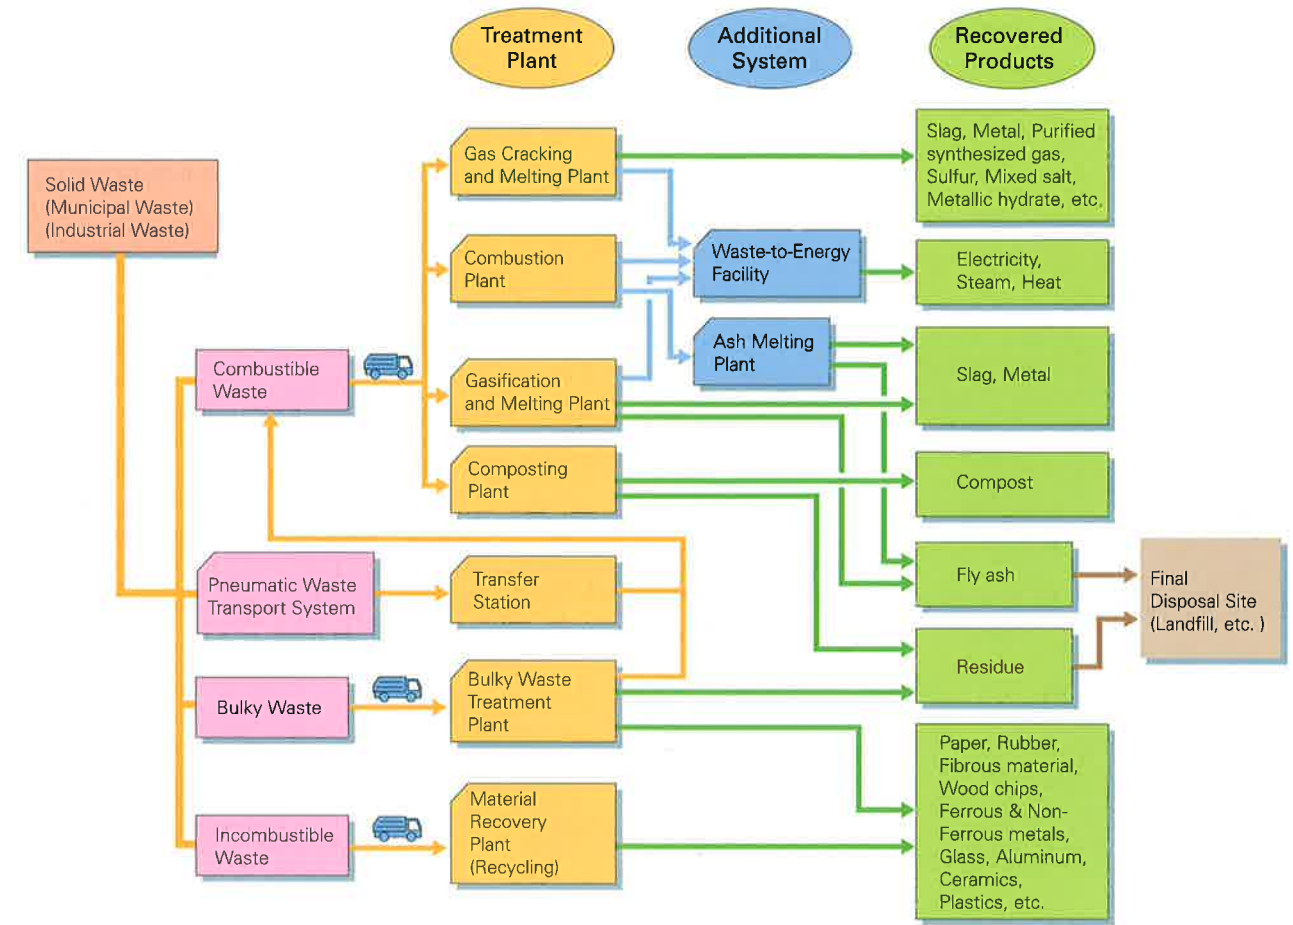 Treatment
Plant
Additional
System
Recovered
Products
Solid Waste
(Municipal Waste)
(Industrial Waste)
Gas Cracking
and Melting Plant
Slag, Metal, Purified
synthesized gas,
Sulfur, Mixed salt,
Metallic hydrate, etc.
Combustion
Plant
Waste-to-Energy
Facility
Electricity,
Steam, Heat
Combustible
Waste
Gasification
and Melting Plant
Ash Melting
Plant
Slag, Metal
Composting
Plant
Compost
Pneumatic Waste
Transport System
Transfer
Station
Fly ash
Final
Disposal Site
(Landfill, etc. )
Bulky Waste
Bulky Waste
Treatment
Plant
Residue
Incombustible
Waste
Material
Recovery
Plant
(Recycling)
Paper, Rubber,
Fibrous material,
Wood chips,
Ferrous & Non-
Ferrous metals,
Glass, Aluminum,
Ceramics,
Plastics, etc.